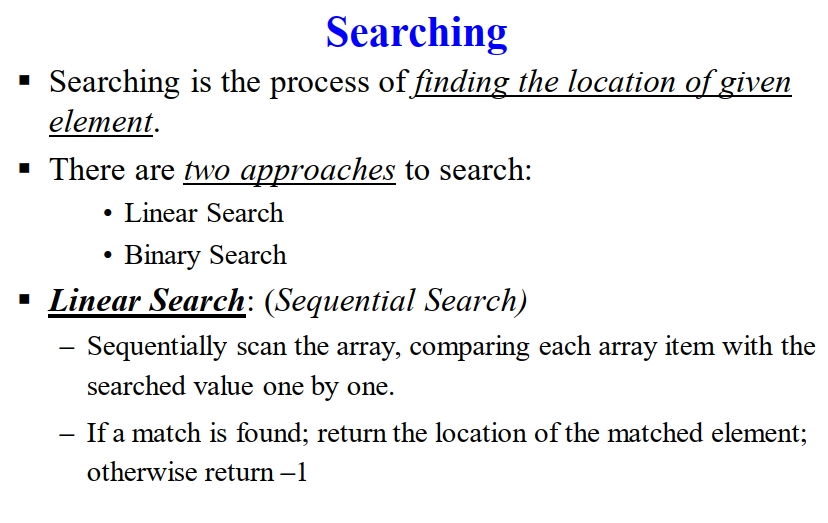 Searching
▪ Searching is the process of finding the location of given
element.
▪ There are two approaches to search:
• Linear Search
• Binary Search
▪ Linear Search: (Sequential Search)
– Sequentially scan the array, comparing each array item with the
searched value one by one.
– If a match is found; return the location of the matched element;
otherwise return –1